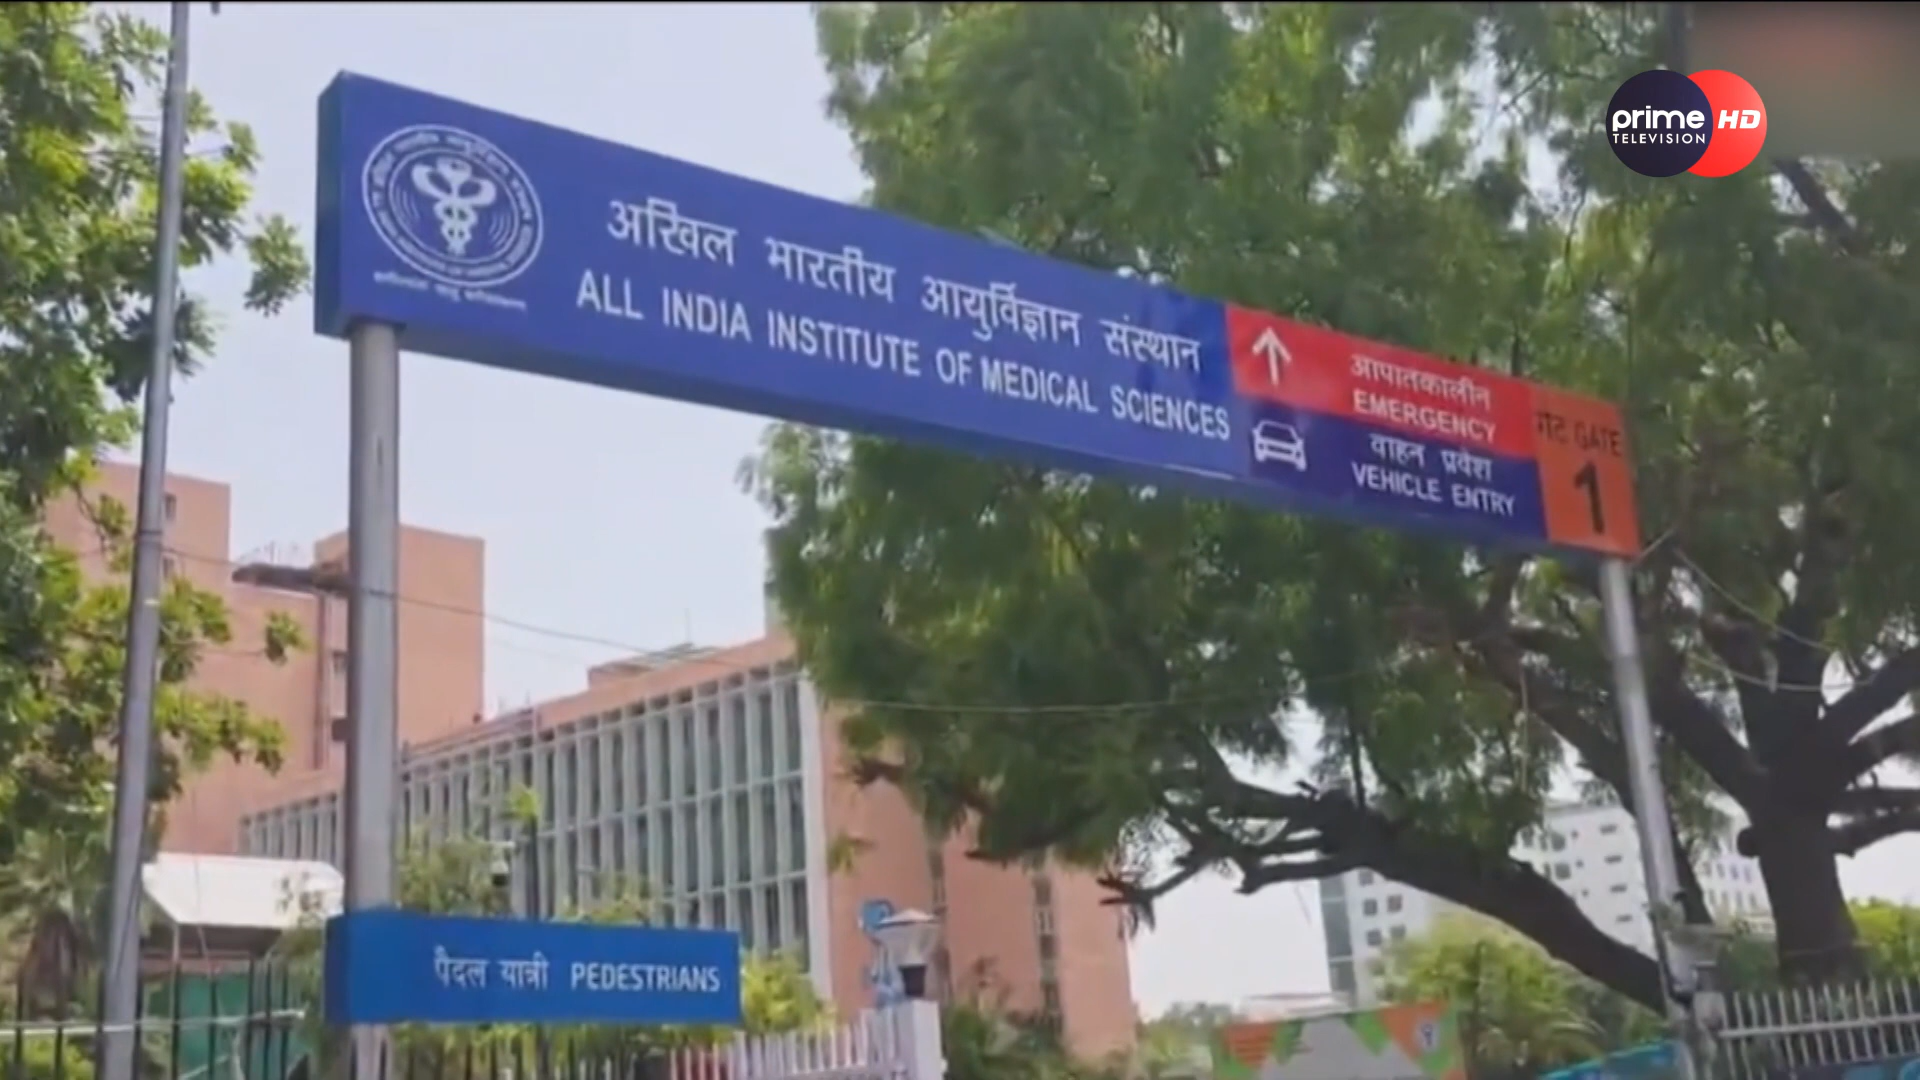 prime HD
TELEVISION
अखिल भारतीय आयुर्विज्ञान संस्थान
ALL INDIA INSTITUTE OF MEDICAL SCIENCES
आपातकालीन
EMERGENCY
वाहन प्रवेश
VEHICLE ENTRY
गेट GATE
1
पैदल यात्री PEDESTRIANS